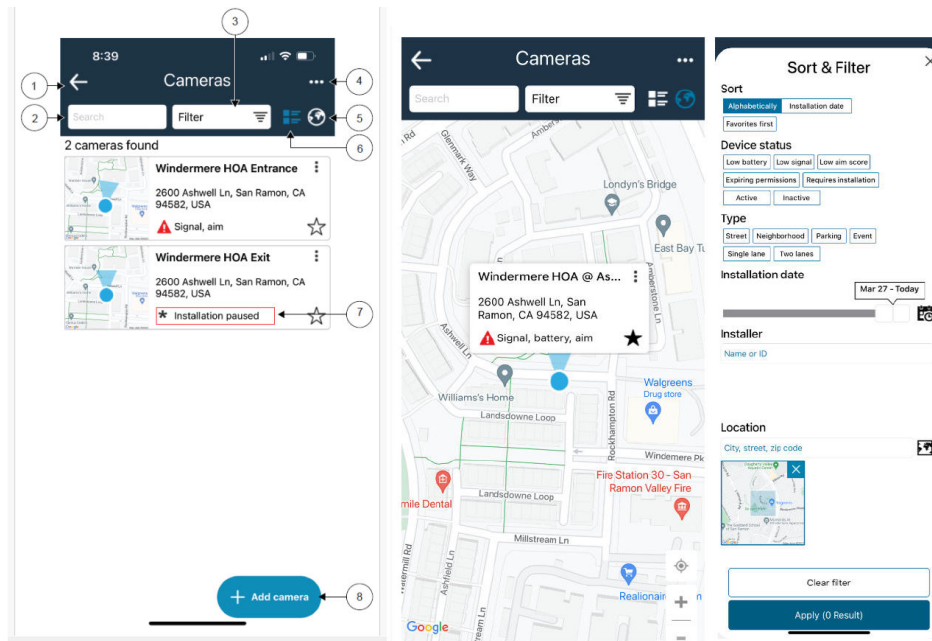 3
8:39
1
Cameras
4
2
Search
Filter
5
6
2 cameras found
Windermere HOA Entrance
2600 Ashwell Ln, San Ramon, CA
94582, USA
Signal, aim
Windermere HOA Exit
2600 Ashwell Ln, San Ramon, CA
94582, USA
* Installation paused
7
+ Add camera
8
Cameras
Search
Filter
Glenmark Way
Londyn's Bridge
East Bay
Amberstone Ln
Windermere HOA @ As...
2600 Ashwell Ln, San
Ramon, CA 94582, USA
Signal, battery, aim
Ashwell Ln
Williams's Home
Walgreens
Drug store
Landsdowne Loop
Rockhampton Rd
Windemere Pk
Fire Station 30 - San
Ramon Valley Fire
mile Dental
Landsdowne Loop
Millstream Ln
Ashfield Ln
Realionair
Google
Sort & Filter
Sort
Alphabetically
Installation date
Favorites first
Device status
Low battery
Low signal
Low aim score
Expiring permissions
Requires installation
Active
Inactive
Type
Street
Neighborhood
Parking
Event
Single lane
Two lanes
Installation date
Mar 27 - Today
Installer
Name or ID
Location
City, street, zip code
Clear filter
Apply (0 Result)